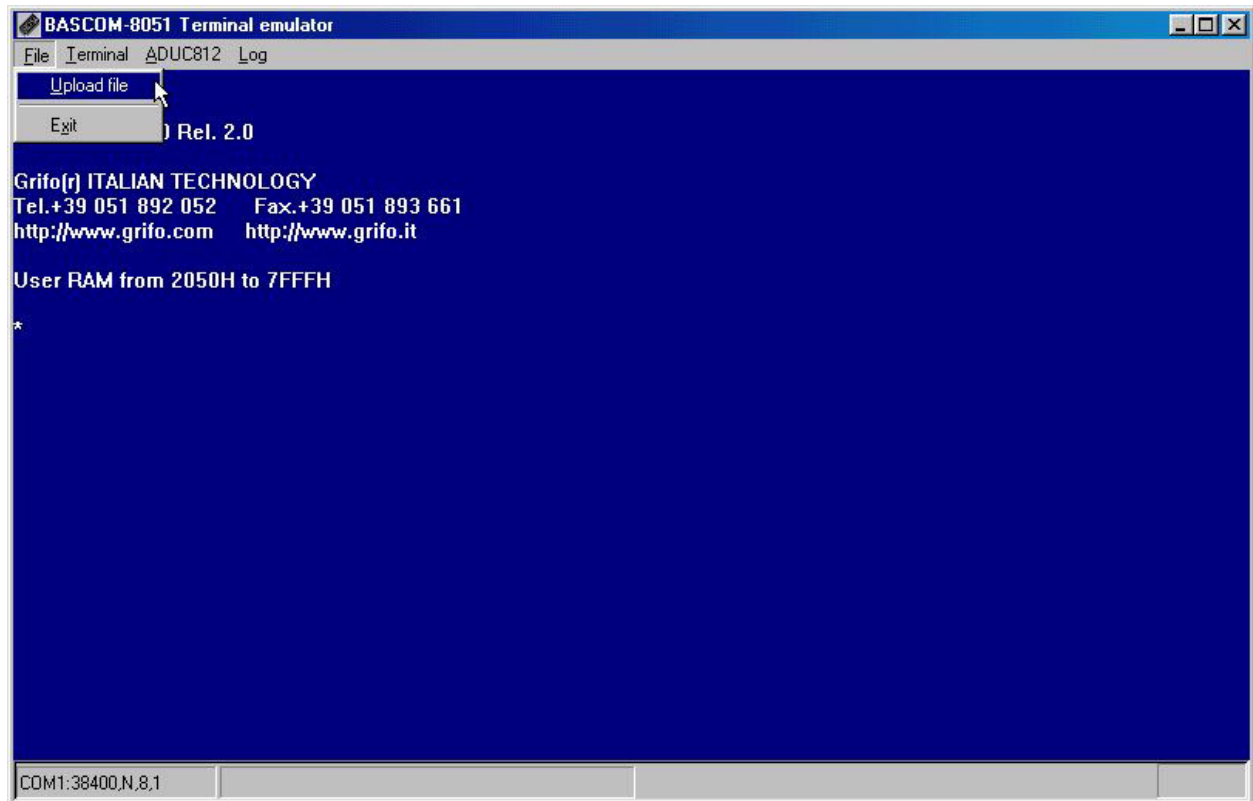 BASCOM-8051 Terminal emulator
File Terminal ADUC812 Log
Upload file
Exit
) Rel. 2.0
Grifo(r) ITALIAN TECHNOLOGY
Tel.+39 051 892 052 Fax.+39 051 893 661
http://www.grifo.com http://www.grifo.it
User RAM from 2050H to 7FFFH
*
COM1:38400,N,8,1